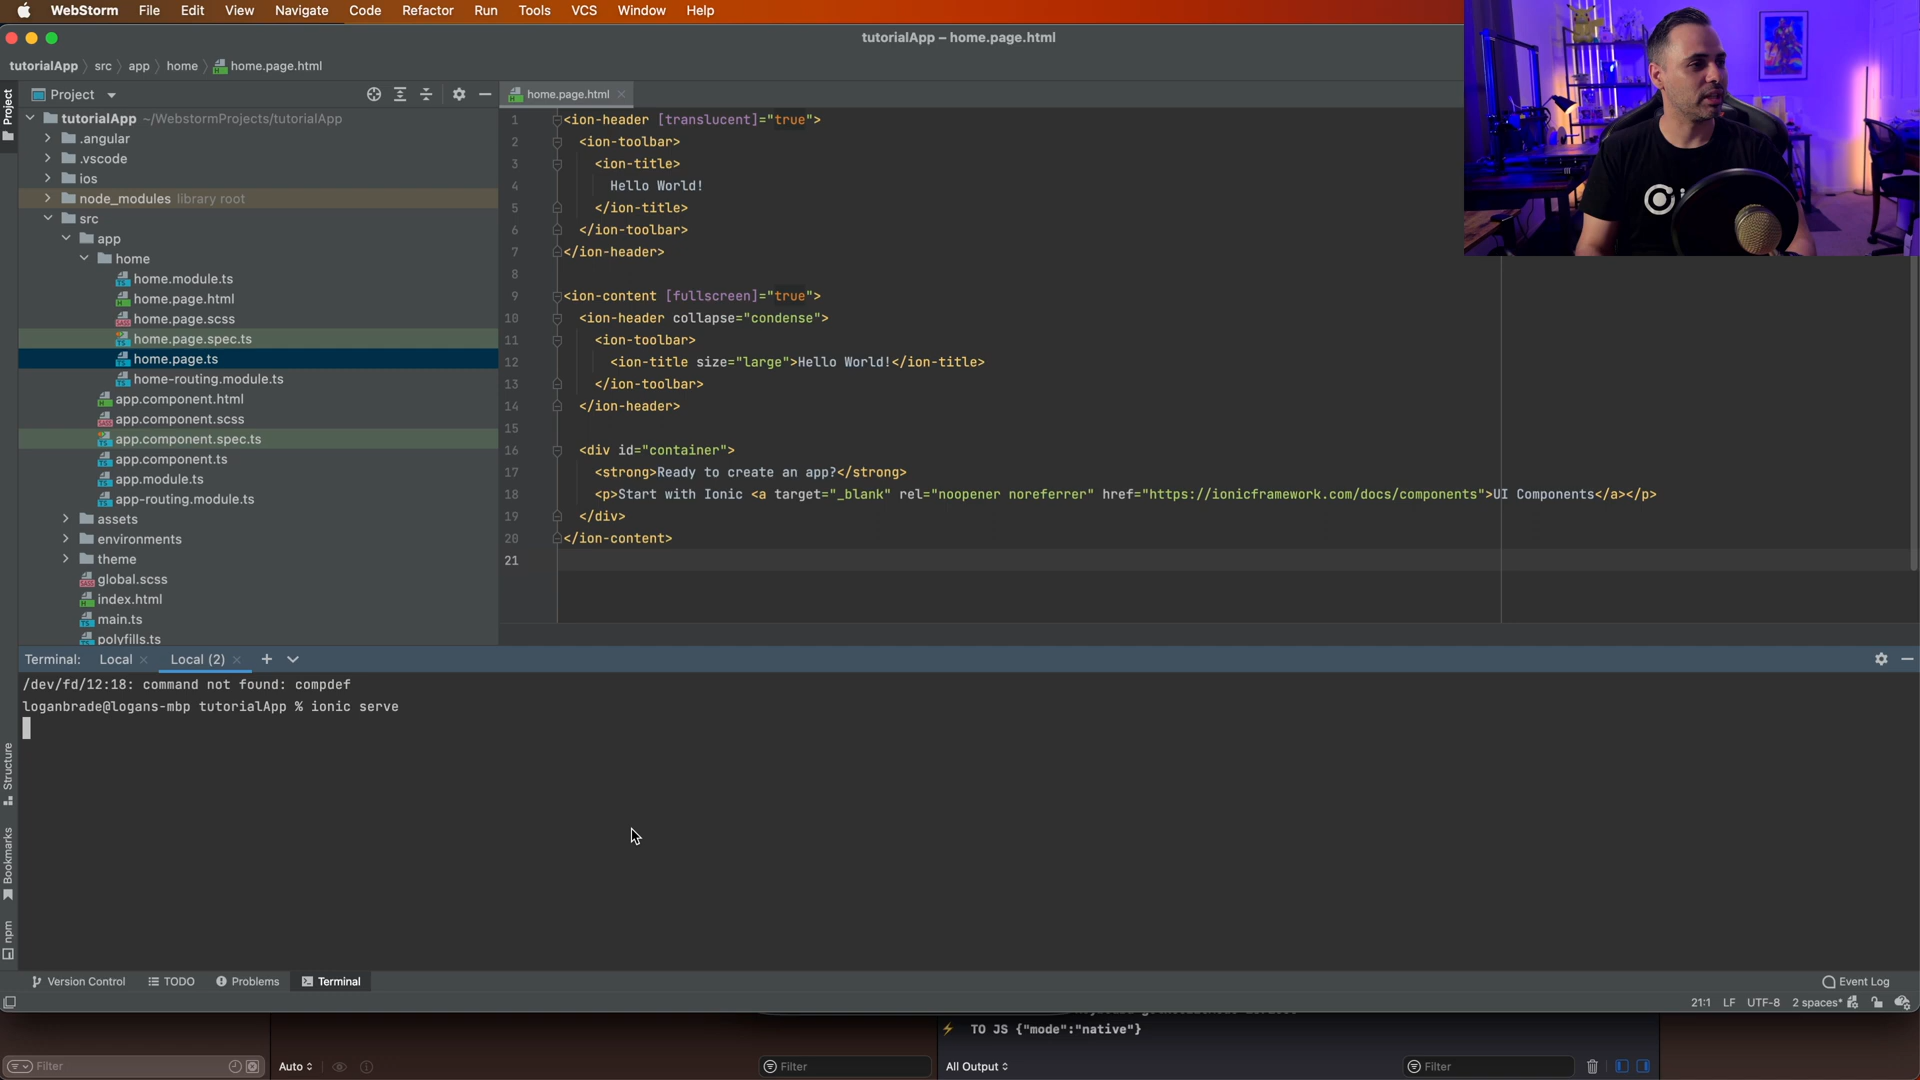 WebStorm File Edit View Navigate Code Refactor Run Tools VCS Window Help
tutorialApp – home.page.html
tutorialApp src app home home.page.html
Project
Project
home.page.html
tutorialApp ~/WebstormProjects/tutorialApp
.angular
.vscode
ios
node_modules library root
src
app
home
home.module.ts
home.page.html
home.page.scss
home.page.spec.ts
home.page.ts
home-routing.module.ts
app.component.html
app.component.scss
app.component.spec.ts
app.component.ts
app.module.ts
app-routing.module.ts
assets
environments
theme
global.scss
index.html
main.ts
polyfills.ts
1 <ion-header [translucent]="true">
2 <ion-toolbar>
3 <ion-title>
4 Hello World!
5 </ion-title>
6 </ion-toolbar>
7 </ion-header>
8
9 <ion-content [fullscreen]="true">
10 <ion-header collapse="condense">
11 <ion-toolbar>
12 <ion-title size="large">Hello World!</ion-title>
13 </ion-toolbar>
14 </ion-header>
15
16 <div id="container">
17 <strong>Ready to create an app?</strong>
18 <p>Start with Ionic <a target="_blank" rel="noopener noreferrer" href="https://ionicframework.com/docs/components">UI Components</a></p>
19 </div>
20 </ion-content>
21
Terminal: Local Local (2)
/dev/fd/12:18: command not found: compdef
loganbrade@logans-mbp tutorialApp % ionic serve
Structure
Bookmarks
npm
Version Control TODO Problems Terminal Event Log
21:1 LF UTF-8 2 spaces*
⚡ TO JS {"mode":"native"}
Filter Auto Filter All Output Filter